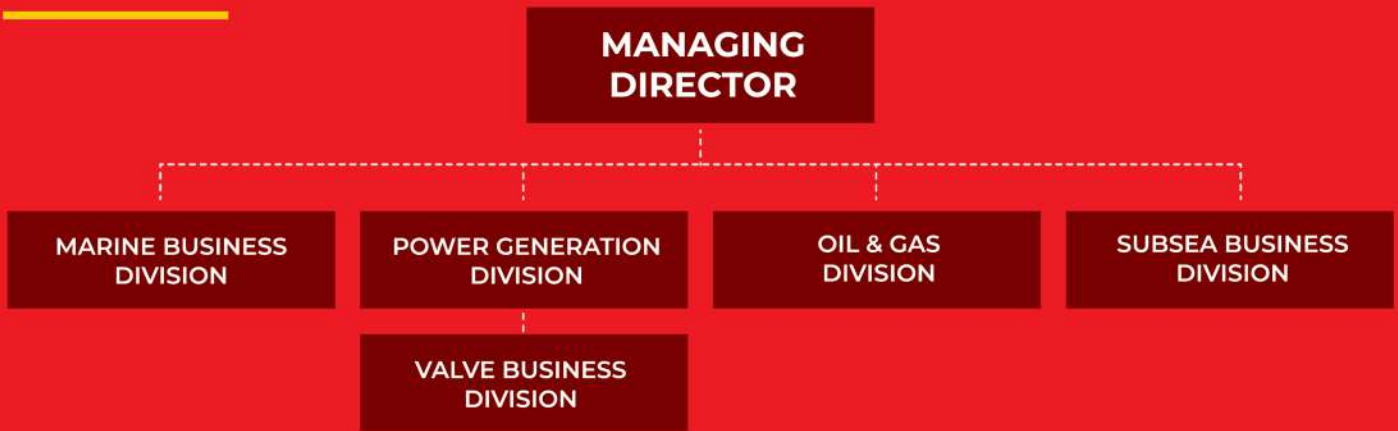 MANAGING
DIRECTOR
MARINE BUSINESS
DIVISION
POWER GENERATION
DIVISION
OIL & GAS
DIVISION
SUBSEA BUSINESS
DIVISION
VALVE BUSINESS
DIVISION